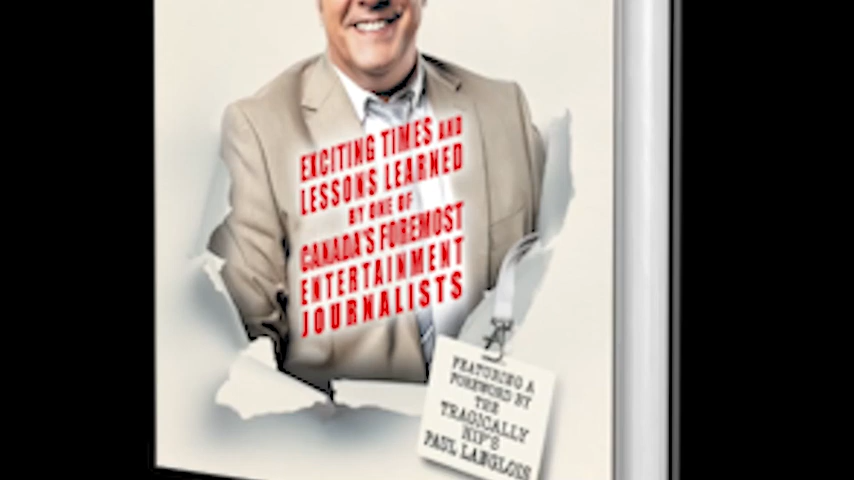 EXCITING TIMES AND
LESSONS LEARNED
BY ONE OF
CANADA'S FOREMOST
ENTERTAINMENT
JOURNALISTS
FEATURING A
FOREWORD BY
THE
TRAGICALLY
HIP'S
PAUL LANGLOIS